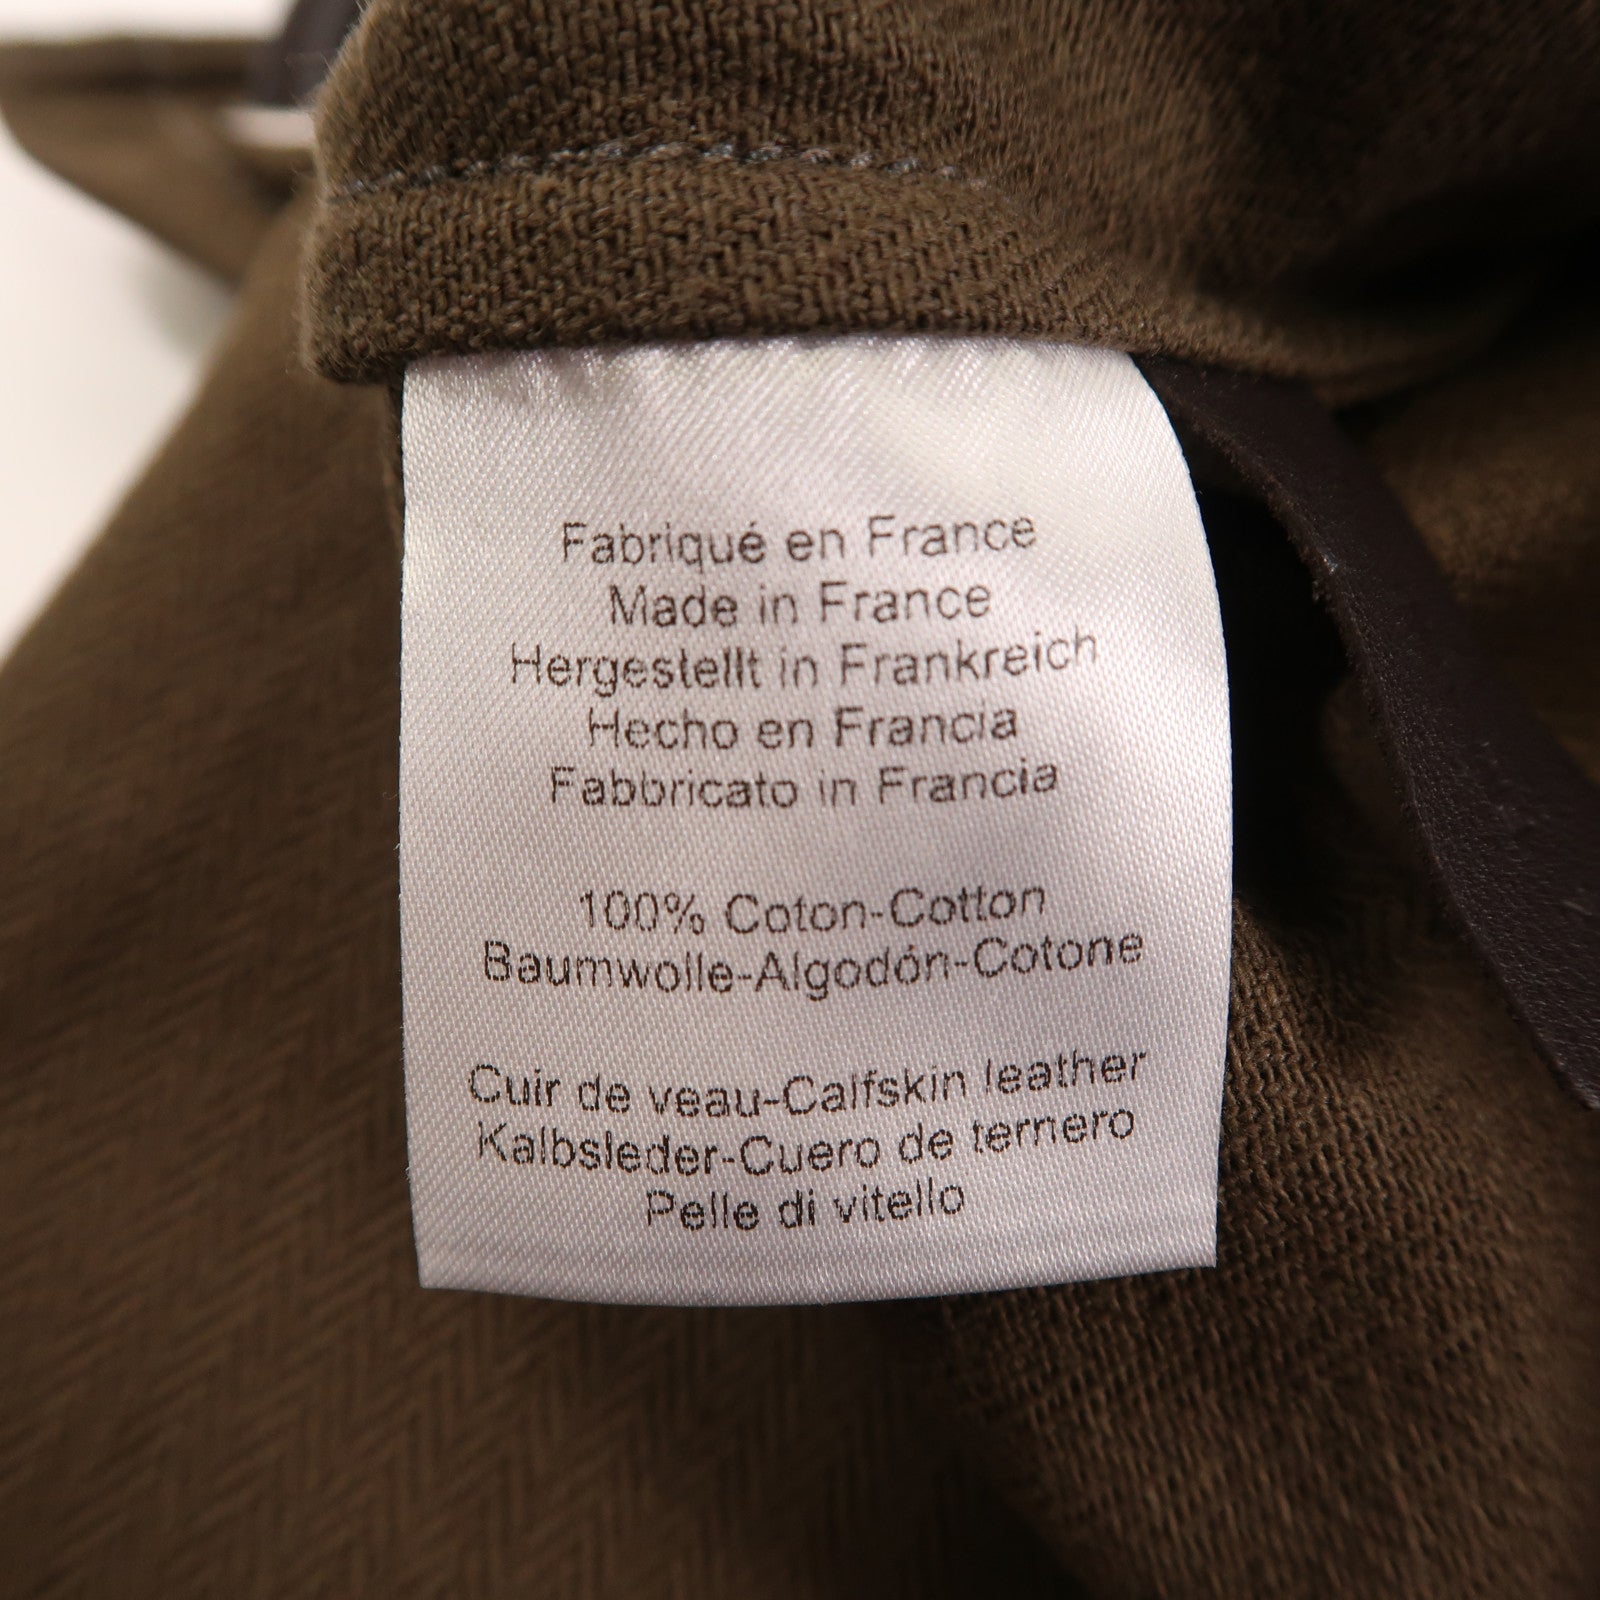 Fabriqué en France
Made in France
Hergestellt in Frankreich
Hecho en Francia
Fabbricato in Francia
100% Coton-Cotton
Baumwolle-Algodón-Cotone
Cuir de veau-Calfskin leather
Kalbsleder-Cuero de ternero
Pelle di vitello